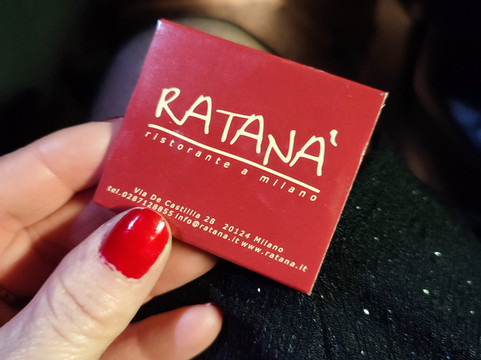 RATANA'
ristorante a milano
Via De Castillia 28 20124 Milano
tel.0287128855 info@ratana.it www.ratana.it